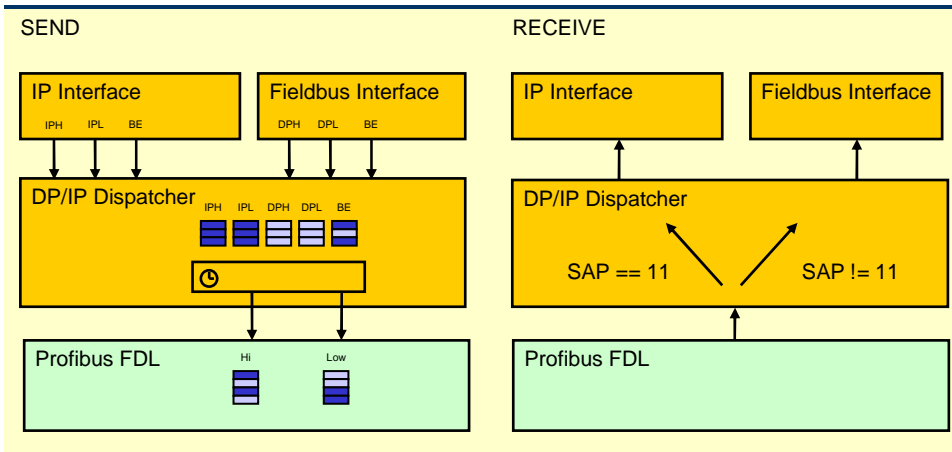 SEND
IP Interface
IPH IPL BE
Fieldbus Interface
DPH DPL BE
DP/IP Dispatcher
IPH IPL DPH DPL BE
Profibus FDL
Hi Low
RECEIVE
IP Interface
Fieldbus Interface
DP/IP Dispatcher
SAP == 11
SAP != 11
Profibus FDL